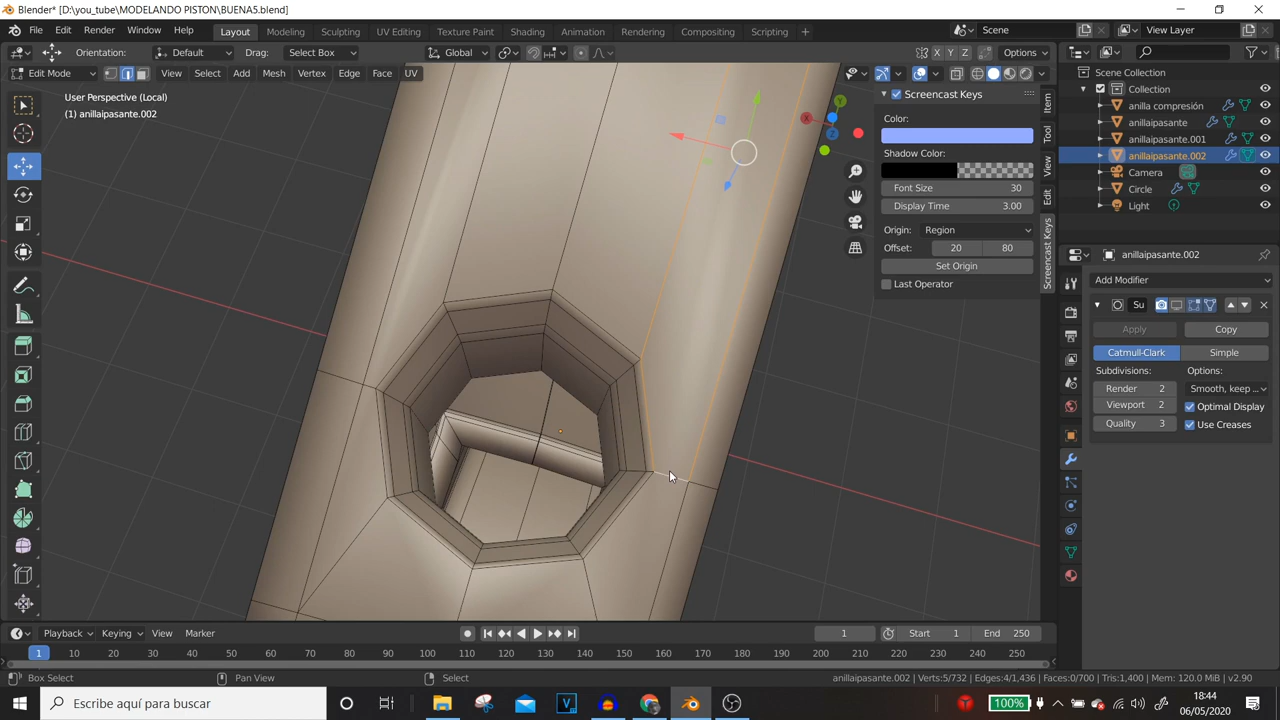 Blender* [D:\you_tube\MODELANDO PISTON\BUENA5.blend]
File Edit Render Window Help Layout Modeling Sculpting UV Editing Texture Paint Shading Animation Rendering Compositing Scripting + Scene View Layer
Orientation: Default Drag: Select Box Global X Y Z Options
Edit Mode View Select Add Mesh Vertex Edge Face UV
Scene Collection
Collection
anilla compresión
anillaipasante
anillaipasante.001
anillaipasante.002
Camera
Circle
Light
User Perspective (Local)
(1) anillaipasante.002
X Y Z
Screencast Keys
Color:
Shadow Color:
Font Size 30
Display Time 3.00
Origin: Region
Offset: 20 80
Set Origin
Last Operator
Item
Tool
View
Edit
Screencast Keys
anillaipasante.002
Add Modifier
Su
Apply Copy
Catmull-Clark Simple
Subdivisions: Options:
Render 2 Smooth, keep ...
Viewport 2 Optimal Display
Quality 3 Use Creases
Playback Keying View Marker 1 Start 1 End 250
1 10 20 30 40 50 60 70 80 90 100 110 120 130 140 150 160 170 180 190 200 210 220 230 240 250
Box Select Pan View Select anillaipasante.002 | Verts:5/732 | Edges:4/1,436 | Faces:0/700 | Tris:1,400 | Mem: 120.0 MiB | v2.90
Escribe aquí para buscar 100% 18:44
06/05/2020